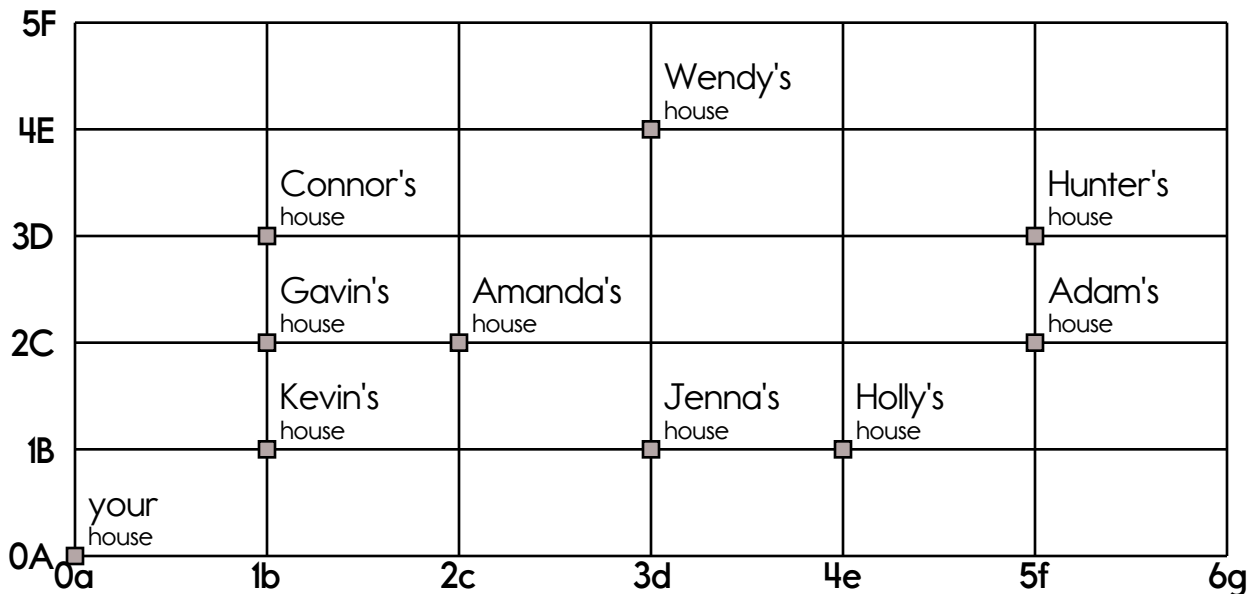 5F
Wendy's
house
4E
Connor's
house
Hunter's
house
3D
Gavin's
house
Amanda's
house
Adam's
house
2C
Kevin's
house
Jenna's
house
Holly's
house
1B
your
house
0A
0a 1b 2c 3d 4e 5f 6g